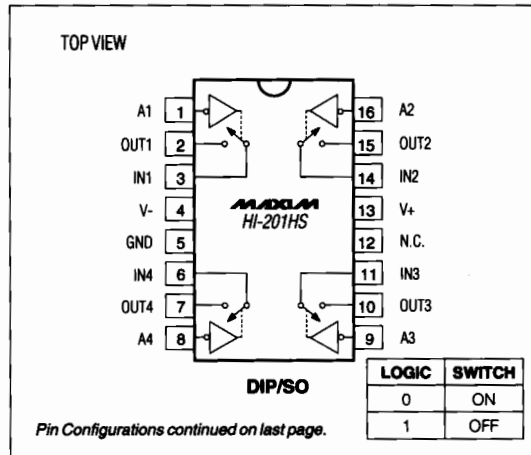 TOP VIEW
A1 1 16 A2
OUT1 2 15 OUT2
IN1 3 14 IN2
V- 4 MAXIM 13 V+
HI-201HS
GND 5 12 N.C.
IN4 6 11 IN3
OUT4 7 10 OUT3
A4 8 9 A3
DIP/SO
LOGIC SWITCH
0 ON
1 OFF
Pin Configurations continued on last page.